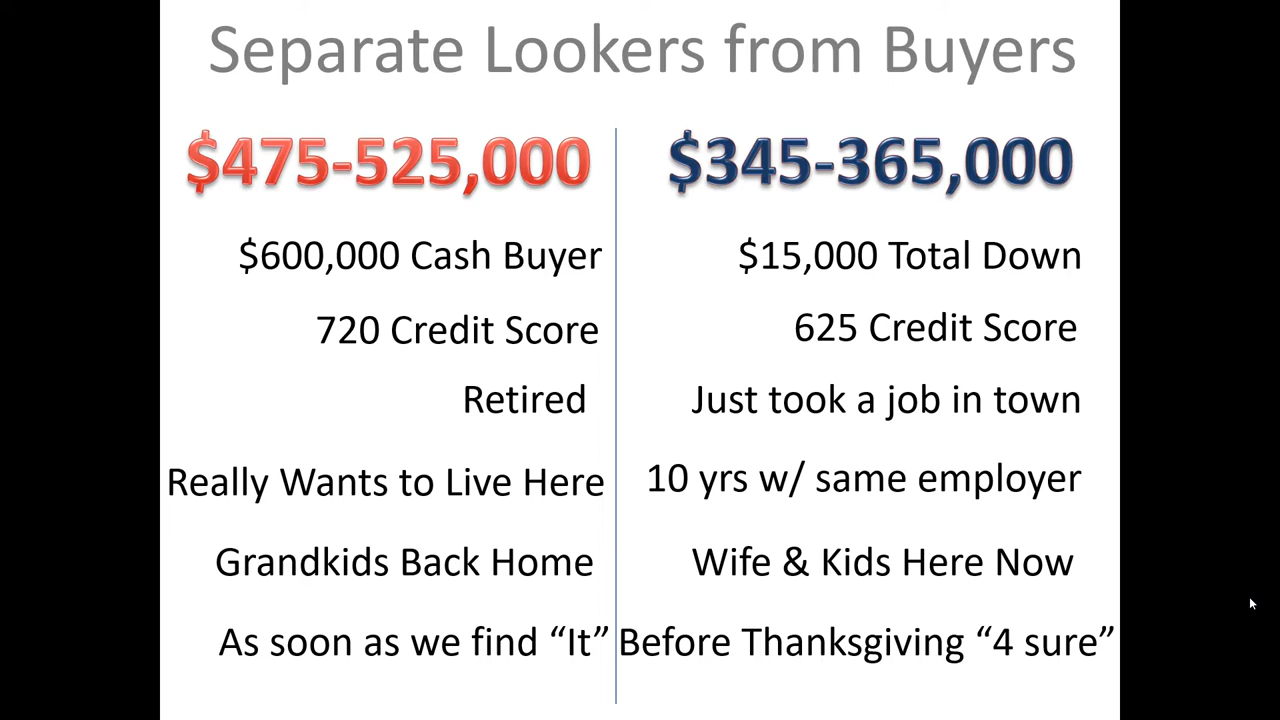 Separate Lookers from Buyers
$475-525,000
$600,000 Cash Buyer
720 Credit Score
Retired
Really Wants to Live Here
Grandkids Back Home
As soon as we find “It”
$345-365,000
$15,000 Total Down
625 Credit Score
Just took a job in town
10 yrs w/ same employer
Wife & Kids Here Now
Before Thanksgiving “4 sure”